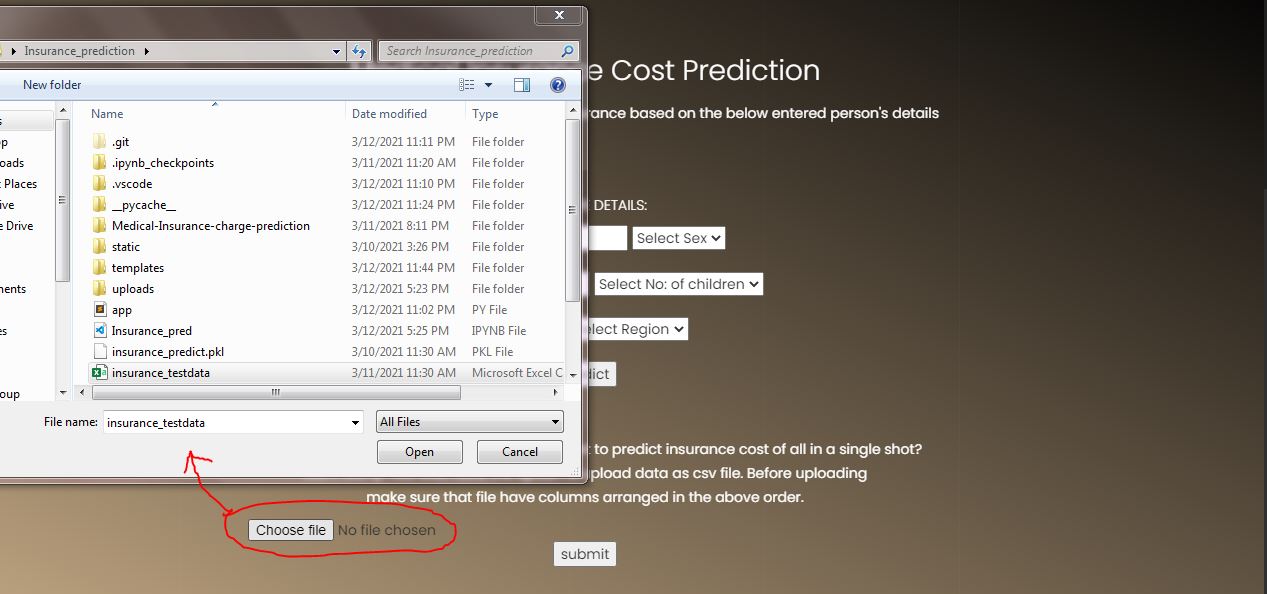 Insurance_prediction
Search Insurance_prediction
New folder
Name Date modified Type
.git 3/12/2021 11:11 PM File folder
.ipynb_checkpoints 3/11/2021 11:20 AM File folder
.vscode 3/12/2021 11:10 PM File folder
__pycache__ 3/12/2021 11:24 PM File folder
Medical-Insurance-charge-prediction 3/11/2021 8:11 PM File folder
static 3/10/2021 3:26 PM File folder
templates 3/12/2021 11:44 PM File folder
uploads 3/12/2021 5:23 PM File folder
app 3/12/2021 11:02 PM PY File
Insurance_pred 3/12/2021 5:25 PM IPYNB File
insurance_predict.pkl 3/10/2021 11:30 AM PKL File
insurance_testdata 3/11/2021 11:30 AM Microsoft Excel C
s
p
oads
Places
ive
e Drive
ents
es
oup
File name: insurance_testdata
All Files
Open Cancel
e Cost Prediction
rance based on the below entered person's details
DETAILS:
Select Sex
Select No: of children
lect Region
dict
t to predict insurance cost of all in a single shot?
upload data as csv file. Before uploading
make sure that file have columns arranged in the above order.
Choose file No file chosen
submit